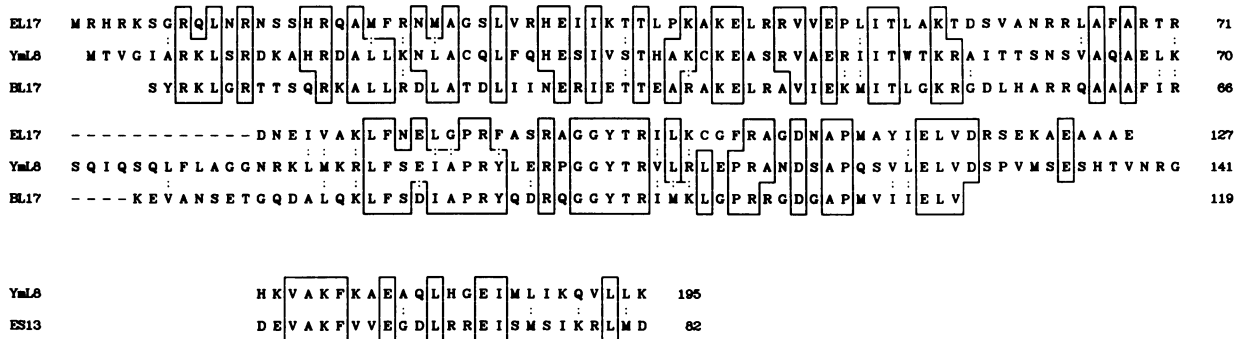 EL17 M R H R K S G R Q L N R N S S H R Q A M F R N M A G S L V R H E I I K T T L P K A K E L R R V V E P L I T L A K T D S V A N R R L A F A R T R 71
YmL8 M T V G I A R K L S R D K A H R D A L L K N L A C Q L F Q H E S I V S T H A K C K E A S R V A E R I I T W T K R A I T T S N S V A Q A E L K 70
BL17 S Y R K L G R T T S Q R K A L L R D L A T D L I I N E R I E T T E A R A K E L R A V I E K M I T L G K R G D L H A R R Q A A A F I R 66
EL17 - - - - - - - - - - - - D N E I V A K L F N E L G P R F A S R A G G Y T R I L K C G F R A G D N A P M A Y I E L V D R S E K A E A A A E 127
YmL8 S Q I Q S Q L F L A G G N R K L M K R L F S E I A P R Y L E R P G G Y T R V L R L E P R A N D S A P Q S V L E L V D S P V M S E S H T V N R G 141
BL17 - - - - K E V A N S E T G Q D A L Q K L F S D I A P R Y Q D R Q G G Y T R I M K L G P R R G D G A P M V I I E L V 119
YmL8 H K V A K F K A E A Q L H G E I M L I K Q V L L K 195
ES13 D E V A K F V V E G D L R R E I S M S I K R L M D 82